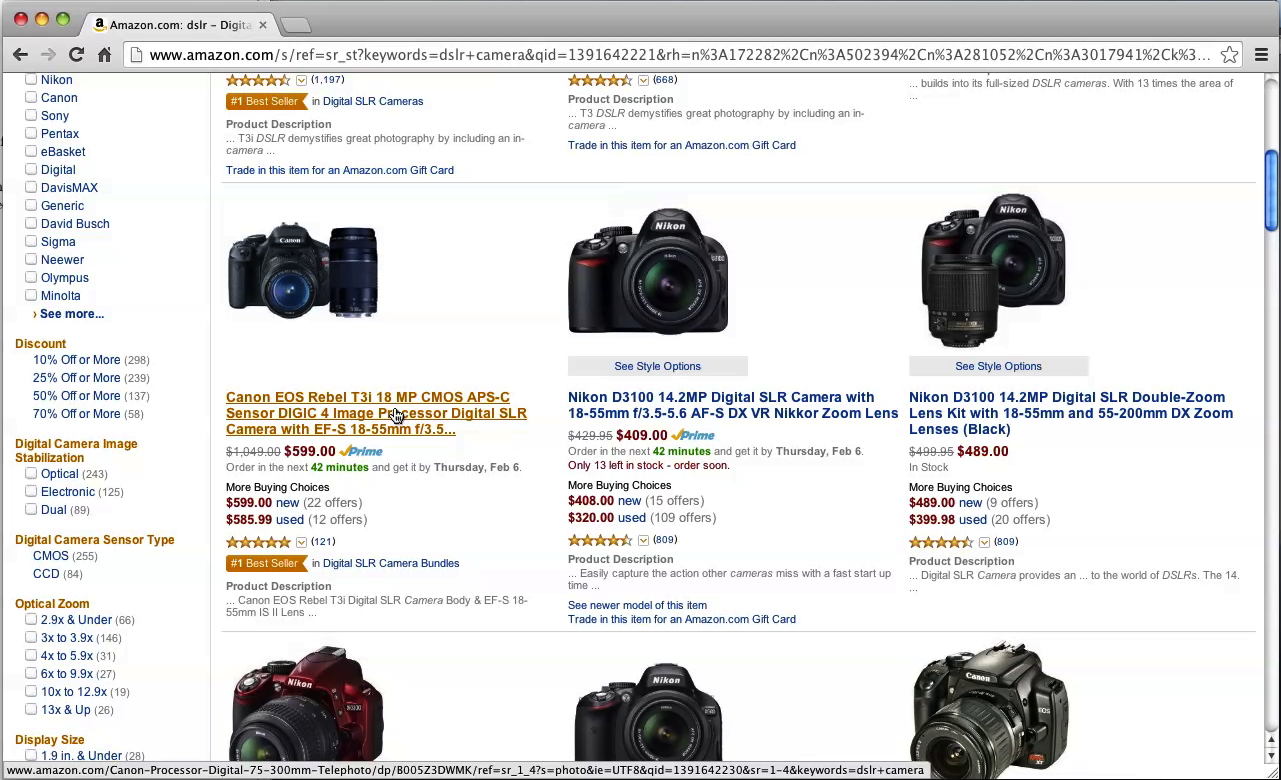 Amazon.com: dslr – Digita
www.amazon.com/s/ref=sr_st?keywords=dslr+camera&qid=1391642221&rh=n%3A172282%2Cn%3A502394%2Cn%3A281052%2Cn%3A3017941%2Ck%3...
Nikon
Canon
Sony
Pentax
eBasket
Digital
DavisMAX
Generic
David Busch
Sigma
Neewer
Olympus
Minolta
› See more...
Discount
10% Off or More (298)
25% Off or More (239)
50% Off or More (137)
70% Off or More (58)
Digital Camera Image
Stabilization
Optical (243)
Electronic (125)
Dual (89)
Digital Camera Sensor Type
CMOS (255)
CCD (84)
Optical Zoom
2.9x & Under (66)
3x to 3.9x (146)
4x to 5.9x (31)
6x to 9.9x (27)
10x to 12.9x (19)
13x & Up (26)
Display Size
1.9 in. & Under (28)
(1,197)
#1 Best Seller in Digital SLR Cameras
Product Description
... T3i DSLR demystifies great photography by including an in-
camera ...
Trade in this item for an Amazon.com Gift Card
(668)
Product Description
... T3 DSLR demystifies great photography by including an in-
camera ...
Trade in this item for an Amazon.com Gift Card
... builds into its full-sized DSLR cameras. With 13 times the area of
...
Canon
Canon EOS Rebel T3i 18 MP CMOS APS-C
Sensor DIGIC 4 Image Processor Digital SLR
Camera with EF-S 18-55mm f/3.5...
$1,049.00 $599.00 Prime
Order in the next 42 minutes and get it by Thursday, Feb 6.
More Buying Choices
$599.00 new (22 offers)
$585.99 used (12 offers)
(121)
#1 Best Seller in Digital SLR Camera Bundles
Product Description
... Canon EOS Rebel T3i Digital SLR Camera Body & EF-S 18-
55mm IS II Lens ...
Nikon
See Style Options
Nikon D3100 14.2MP Digital SLR Camera with
18-55mm f/3.5-5.6 AF-S DX VR Nikkor Zoom Lens
$429.95 $409.00 Prime
Order in the next 42 minutes and get it by Thursday, Feb 6.
Only 13 left in stock - order soon.
More Buying Choices
$408.00 new (15 offers)
$320.00 used (109 offers)
(809)
Product Description
... Easily capture the action other cameras miss with a fast start up
time ...
See newer model of this item
Trade in this item for an Amazon.com Gift Card
Nikon
See Style Options
Nikon D3100 14.2MP Digital SLR Double-Zoom
Lens Kit with 18-55mm and 55-200mm DX Zoom
Lenses (Black)
$499.95 $489.00
In Stock
More Buying Choices
$489.00 new (9 offers)
$399.98 used (20 offers)
(809)
Product Description
... Digital SLR Camera provides an ... to the world of DSLRs. The 14.
...
Nikon
Nikon
Canon
EOS
www.amazon.com/Canon-Processor-Digital-75-300mm-Telephoto/dp/B005Z3DWMK/ref=sr_1_4?s=photo&ie=UTF8&qid=1391642230&sr=1-4&keywords=dslr+camera